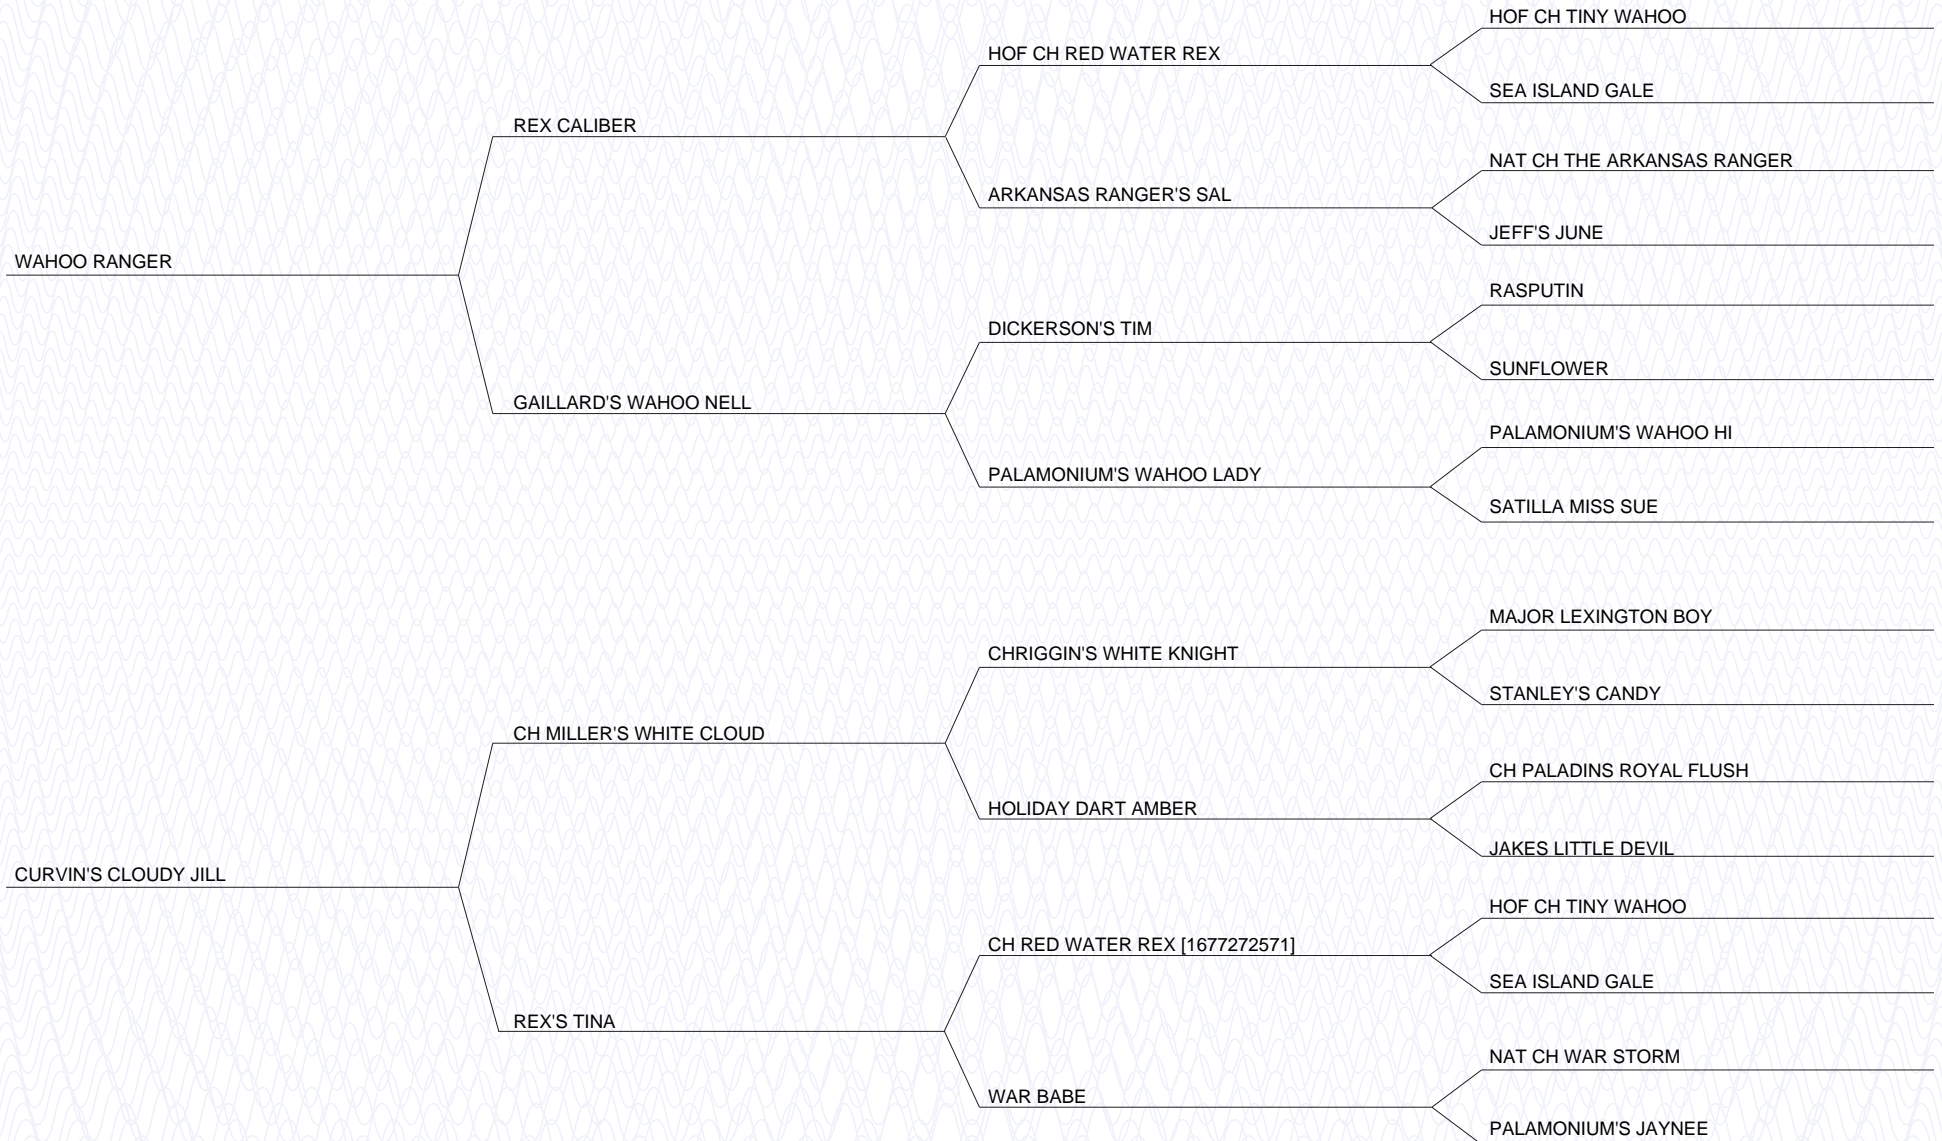 HOF CH TINY WAHOO
HOF CH RED WATER REX
SEA ISLAND GALE
REX CALIBER
NAT CH THE ARKANSAS RANGER
ARKANSAS RANGER'S SAL
JEFF'S JUNE
WAHOO RANGER
RASPUTIN
DICKERSON'S TIM
SUNFLOWER
GAILLARD'S WAHOO NELL
PALAMONIUM'S WAHOO HI
PALAMONIUM'S WAHOO LADY
SATILLA MISS SUE
MAJOR LEXINGTON BOY
CHRIGGIN'S WHITE KNIGHT
STANLEY'S CANDY
CH MILLER'S WHITE CLOUD
CH PALADINS ROYAL FLUSH
HOLIDAY DART AMBER
JAKES LITTLE DEVIL
CURVIN'S CLOUDY JILL
HOF CH TINY WAHOO
CH RED WATER REX [1677272571]
SEA ISLAND GALE
REX'S TINA
NAT CH WAR STORM
WAR BABE
PALAMONIUM'S JAYNEE